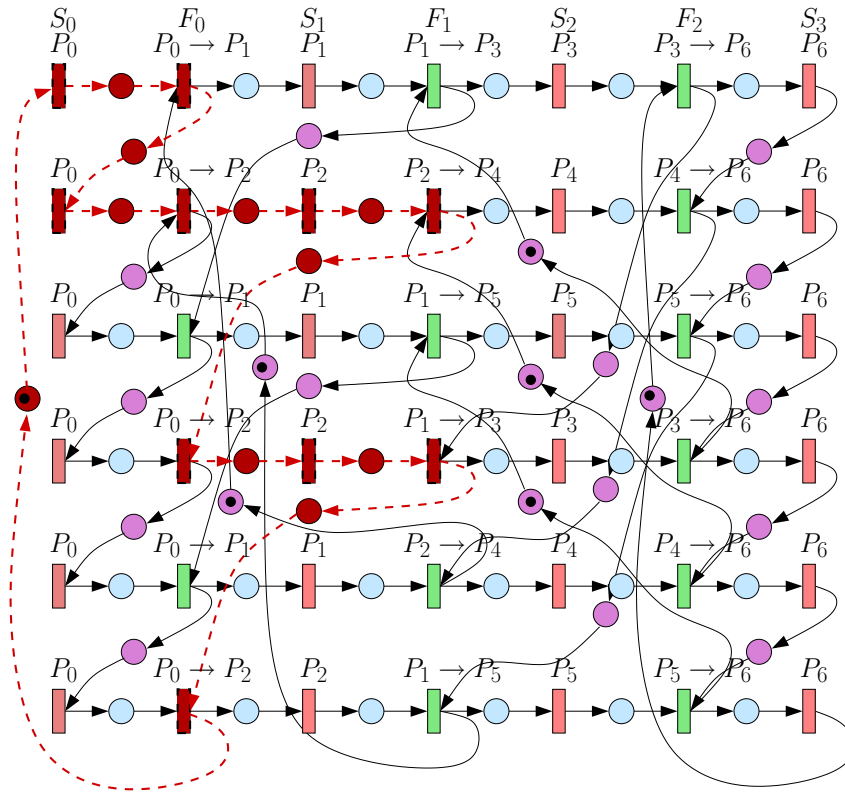 S₀ F₀ S₁ F₁ S₂ F₂ S₃
P₀ P₀ → P₁ P₁ P₁ → P₃ P₃ P₃ → P₆ P₆
P₀ P₀ → P₂ P₂ P₂ → P₄ P₄ P₄ → P₆ P₆
P₀ P₀ → P₁ P₁ P₁ → P₅ P₅ P₅ → P₆ P₆
P₀ P₀ → P₂ P₂ P₁ → P₃ P₃ P₃ → P₆ P₆
P₀ P₀ → P₁ P₁ P₂ → P₄ P₄ P₄ → P₆ P₆
P₀ P₀ → P₂ P₂ P₁ → P₅ P₅ P₅ → P₆ P₆